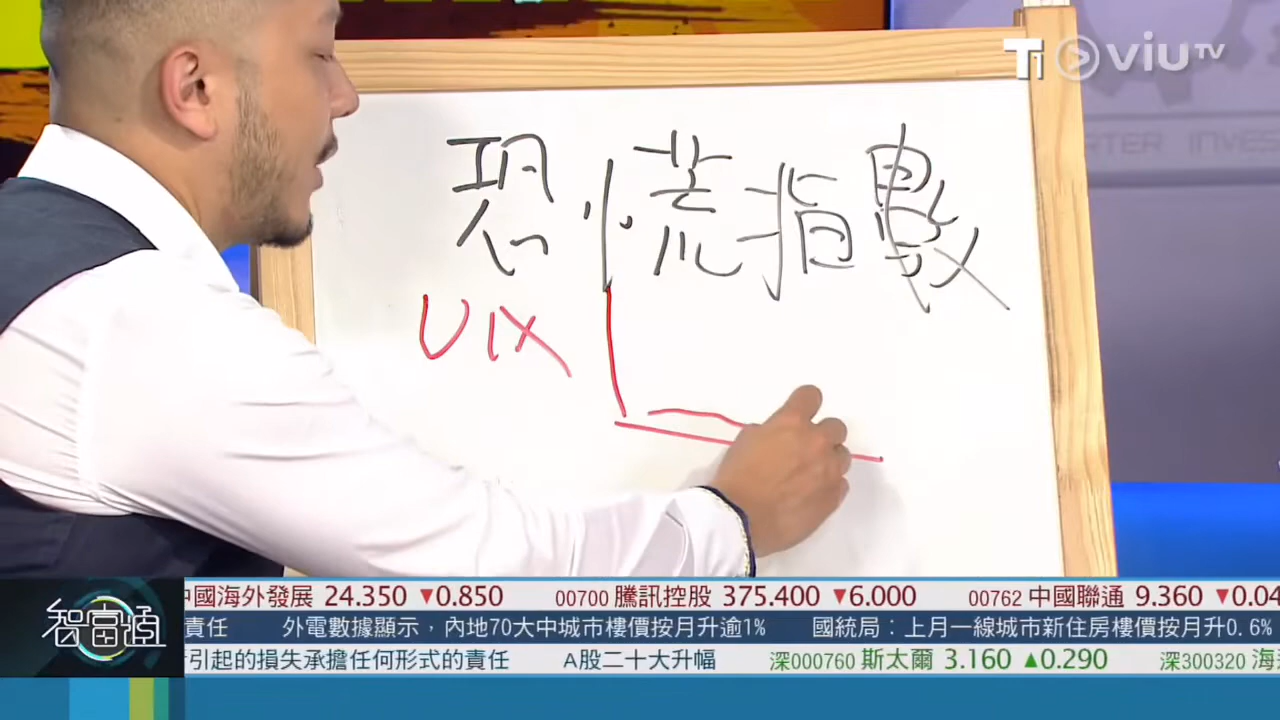 Ti viuTV
RTER INVES
恐慌指數
VIX
中國海外發展 24.350 ▼0.850 00700 騰訊控股 375.400 ▼6.000 00762 中國聯通 9.360 ▼0.04
責任 外電數據顯示，內地70大中城市樓價按月升逾1% 國統局：上月一線城市新住房樓價按月升0.6%
智富通
引起的損失承擔任何形式的責任 A股二十大升幅 深000760 斯太爾 3.160 ▲0.290 深300320 海